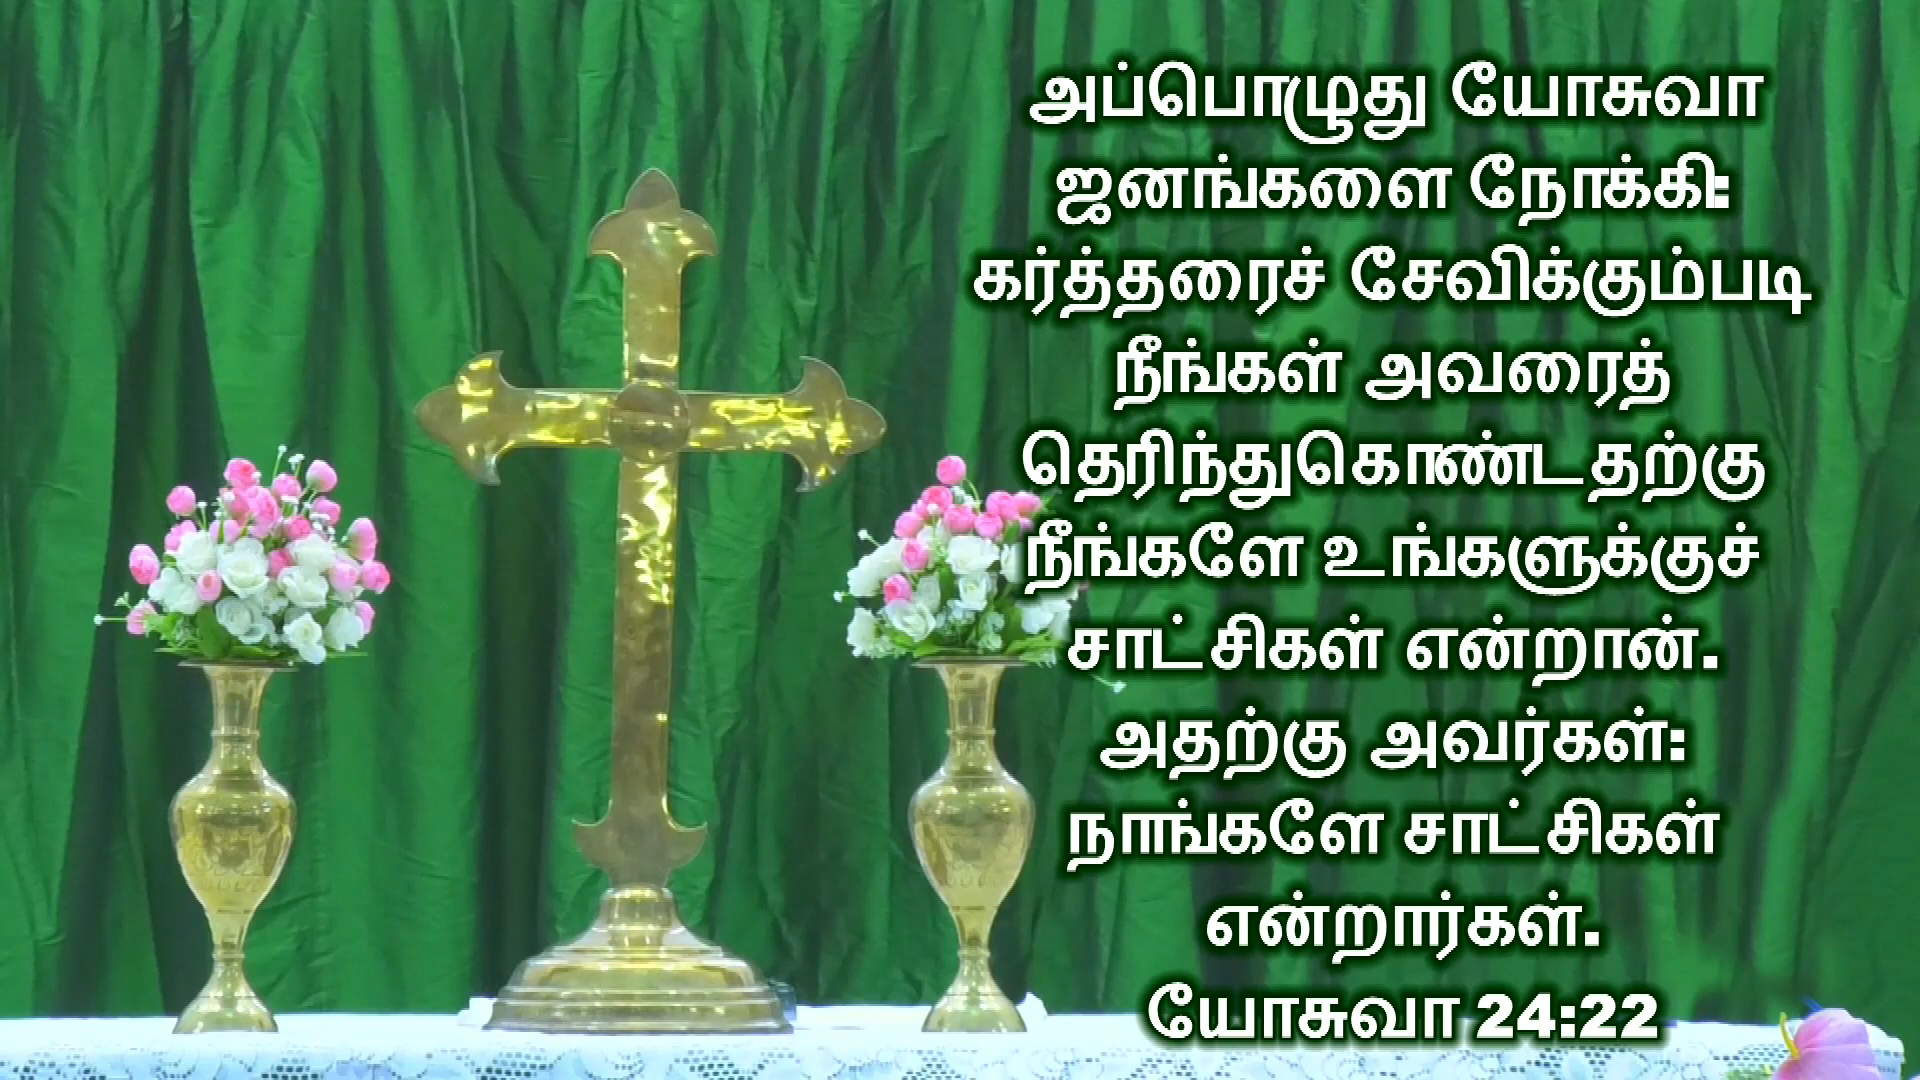 அப்பொழுது யோசுவா
ஜனங்களை நோக்கி:
கர்த்தரைச் சேவிக்கும்படி
நீங்கள் அவரைத்
தெரிந்துகொண்டதற்கு
நீங்களே உங்களுக்குச்
சாட்சிகள் என்றான்.
அதற்கு அவர்கள்:
நாங்களே சாட்சிகள்
என்றார்கள்.
யோசுவா 24:22